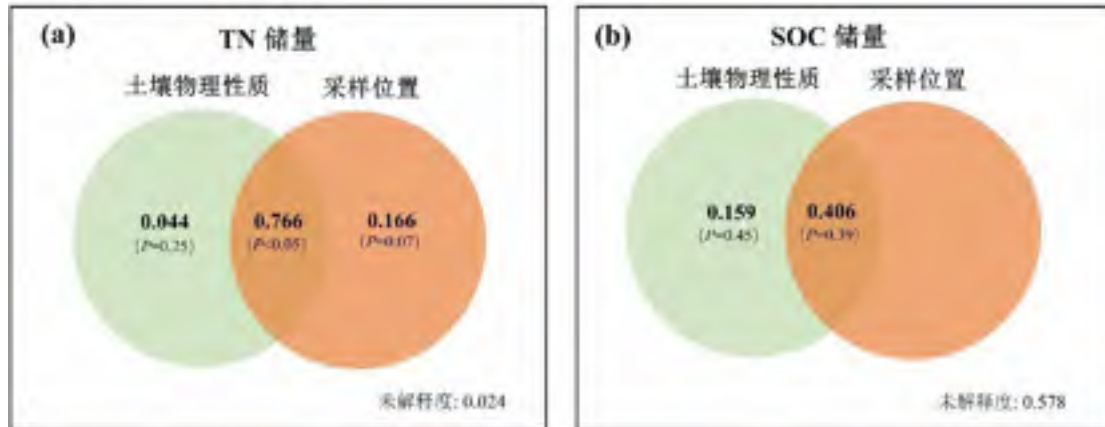 (a) TN 储量
土壤物理性质 采样位置
0.044 0.766 0.166
(P=0.25) (P<0.05) (P=0.07)
未解释度: 0.024
(b) SOC 储量
土壤物理性质 采样位置
0.159 0.406
(P=0.45) (P=0.39)
未解释度: 0.578